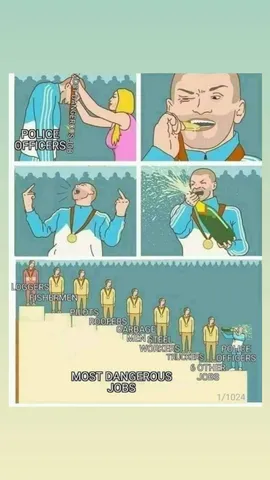 POLICE
OFFICERS
LOGGERS
FISHERMEN
PILOTS
ROOFERS
GARBAGE
MEN
STEEL
WORKERS
TRUCKERS
6 OTHER
JOBS
POLICE
OFFICERS
MOST DANGEROUS
JOBS
1/1024